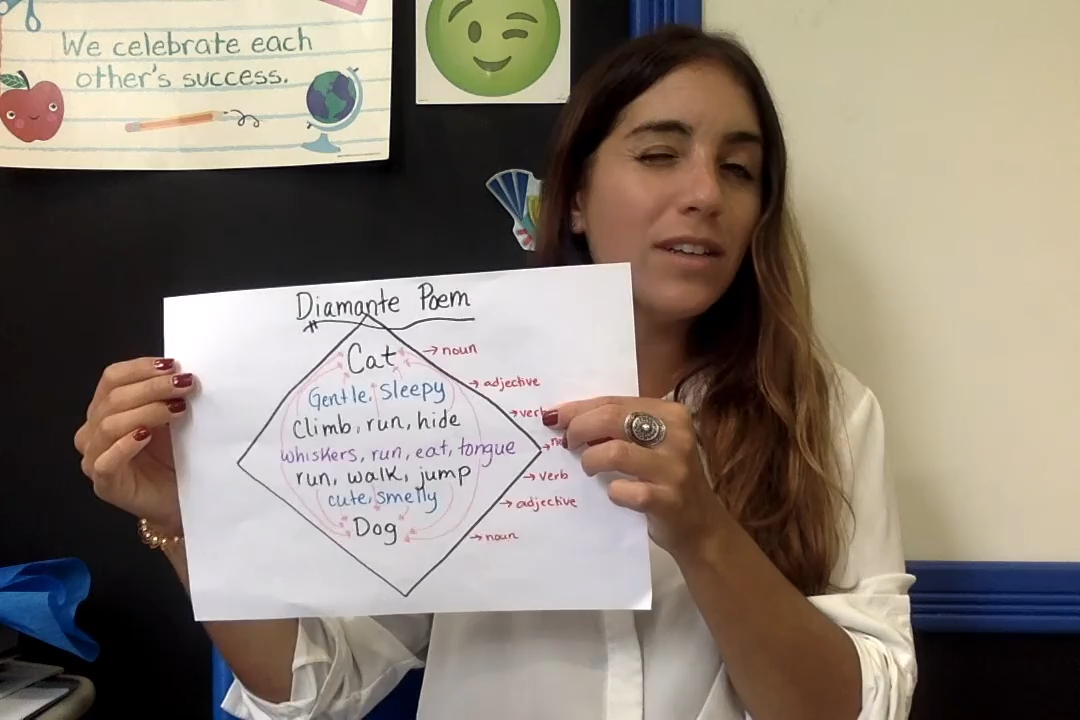 We celebrate each
other's success.
Diamante Poem
Cat → noun
Gentle, sleepy → adjective
climb, run, hide → verb
whiskers, run, eat, tongue →
run, walk, jump → verb
cute, smelly → adjective
Dog → noun